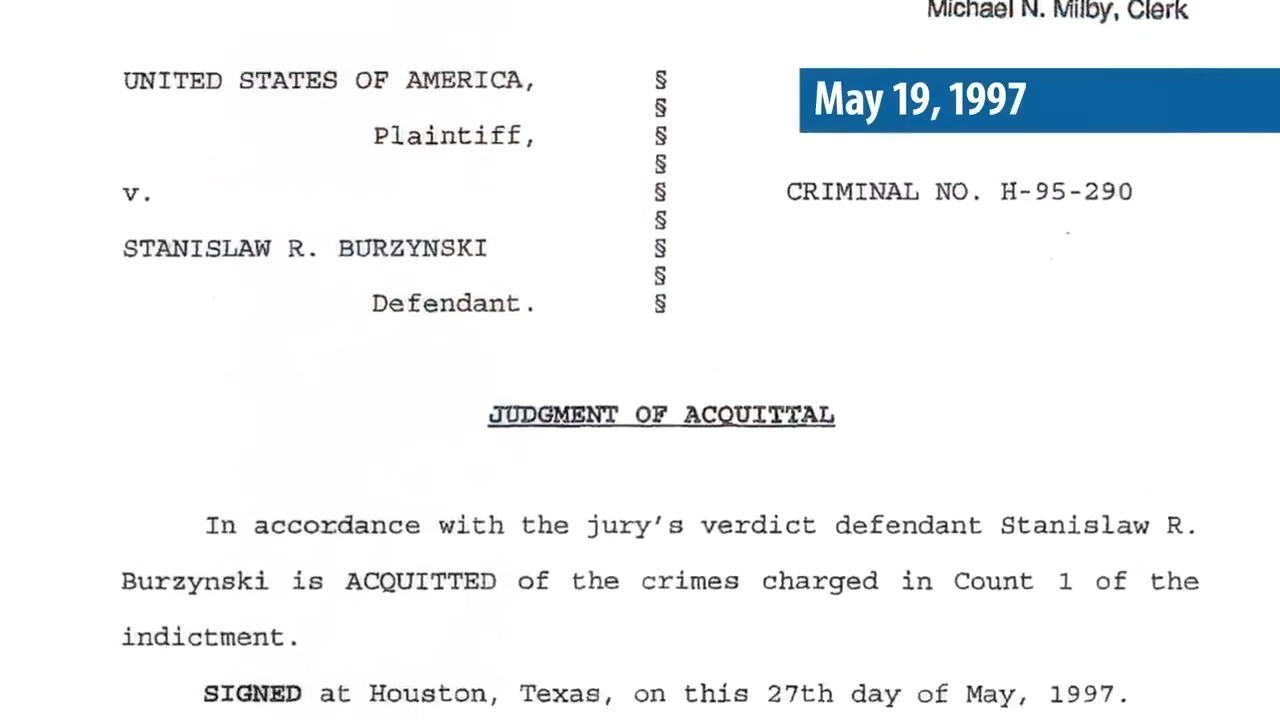 Michael N. Milby, Clerk
UNITED STATES OF AMERICA, §
§ May 19, 1997
Plaintiff, §
§
v. § CRIMINAL NO. H-95-290
§
STANISLAW R. BURZYNSKI §
§
Defendant. §
JUDGMENT OF ACQUITTAL
In accordance with the jury's verdict defendant Stanislaw R.
Burzynski is ACQUITTED of the crimes charged in Count 1 of the
indictment.
SIGNED at Houston, Texas, on this 27th day of May, 1997.